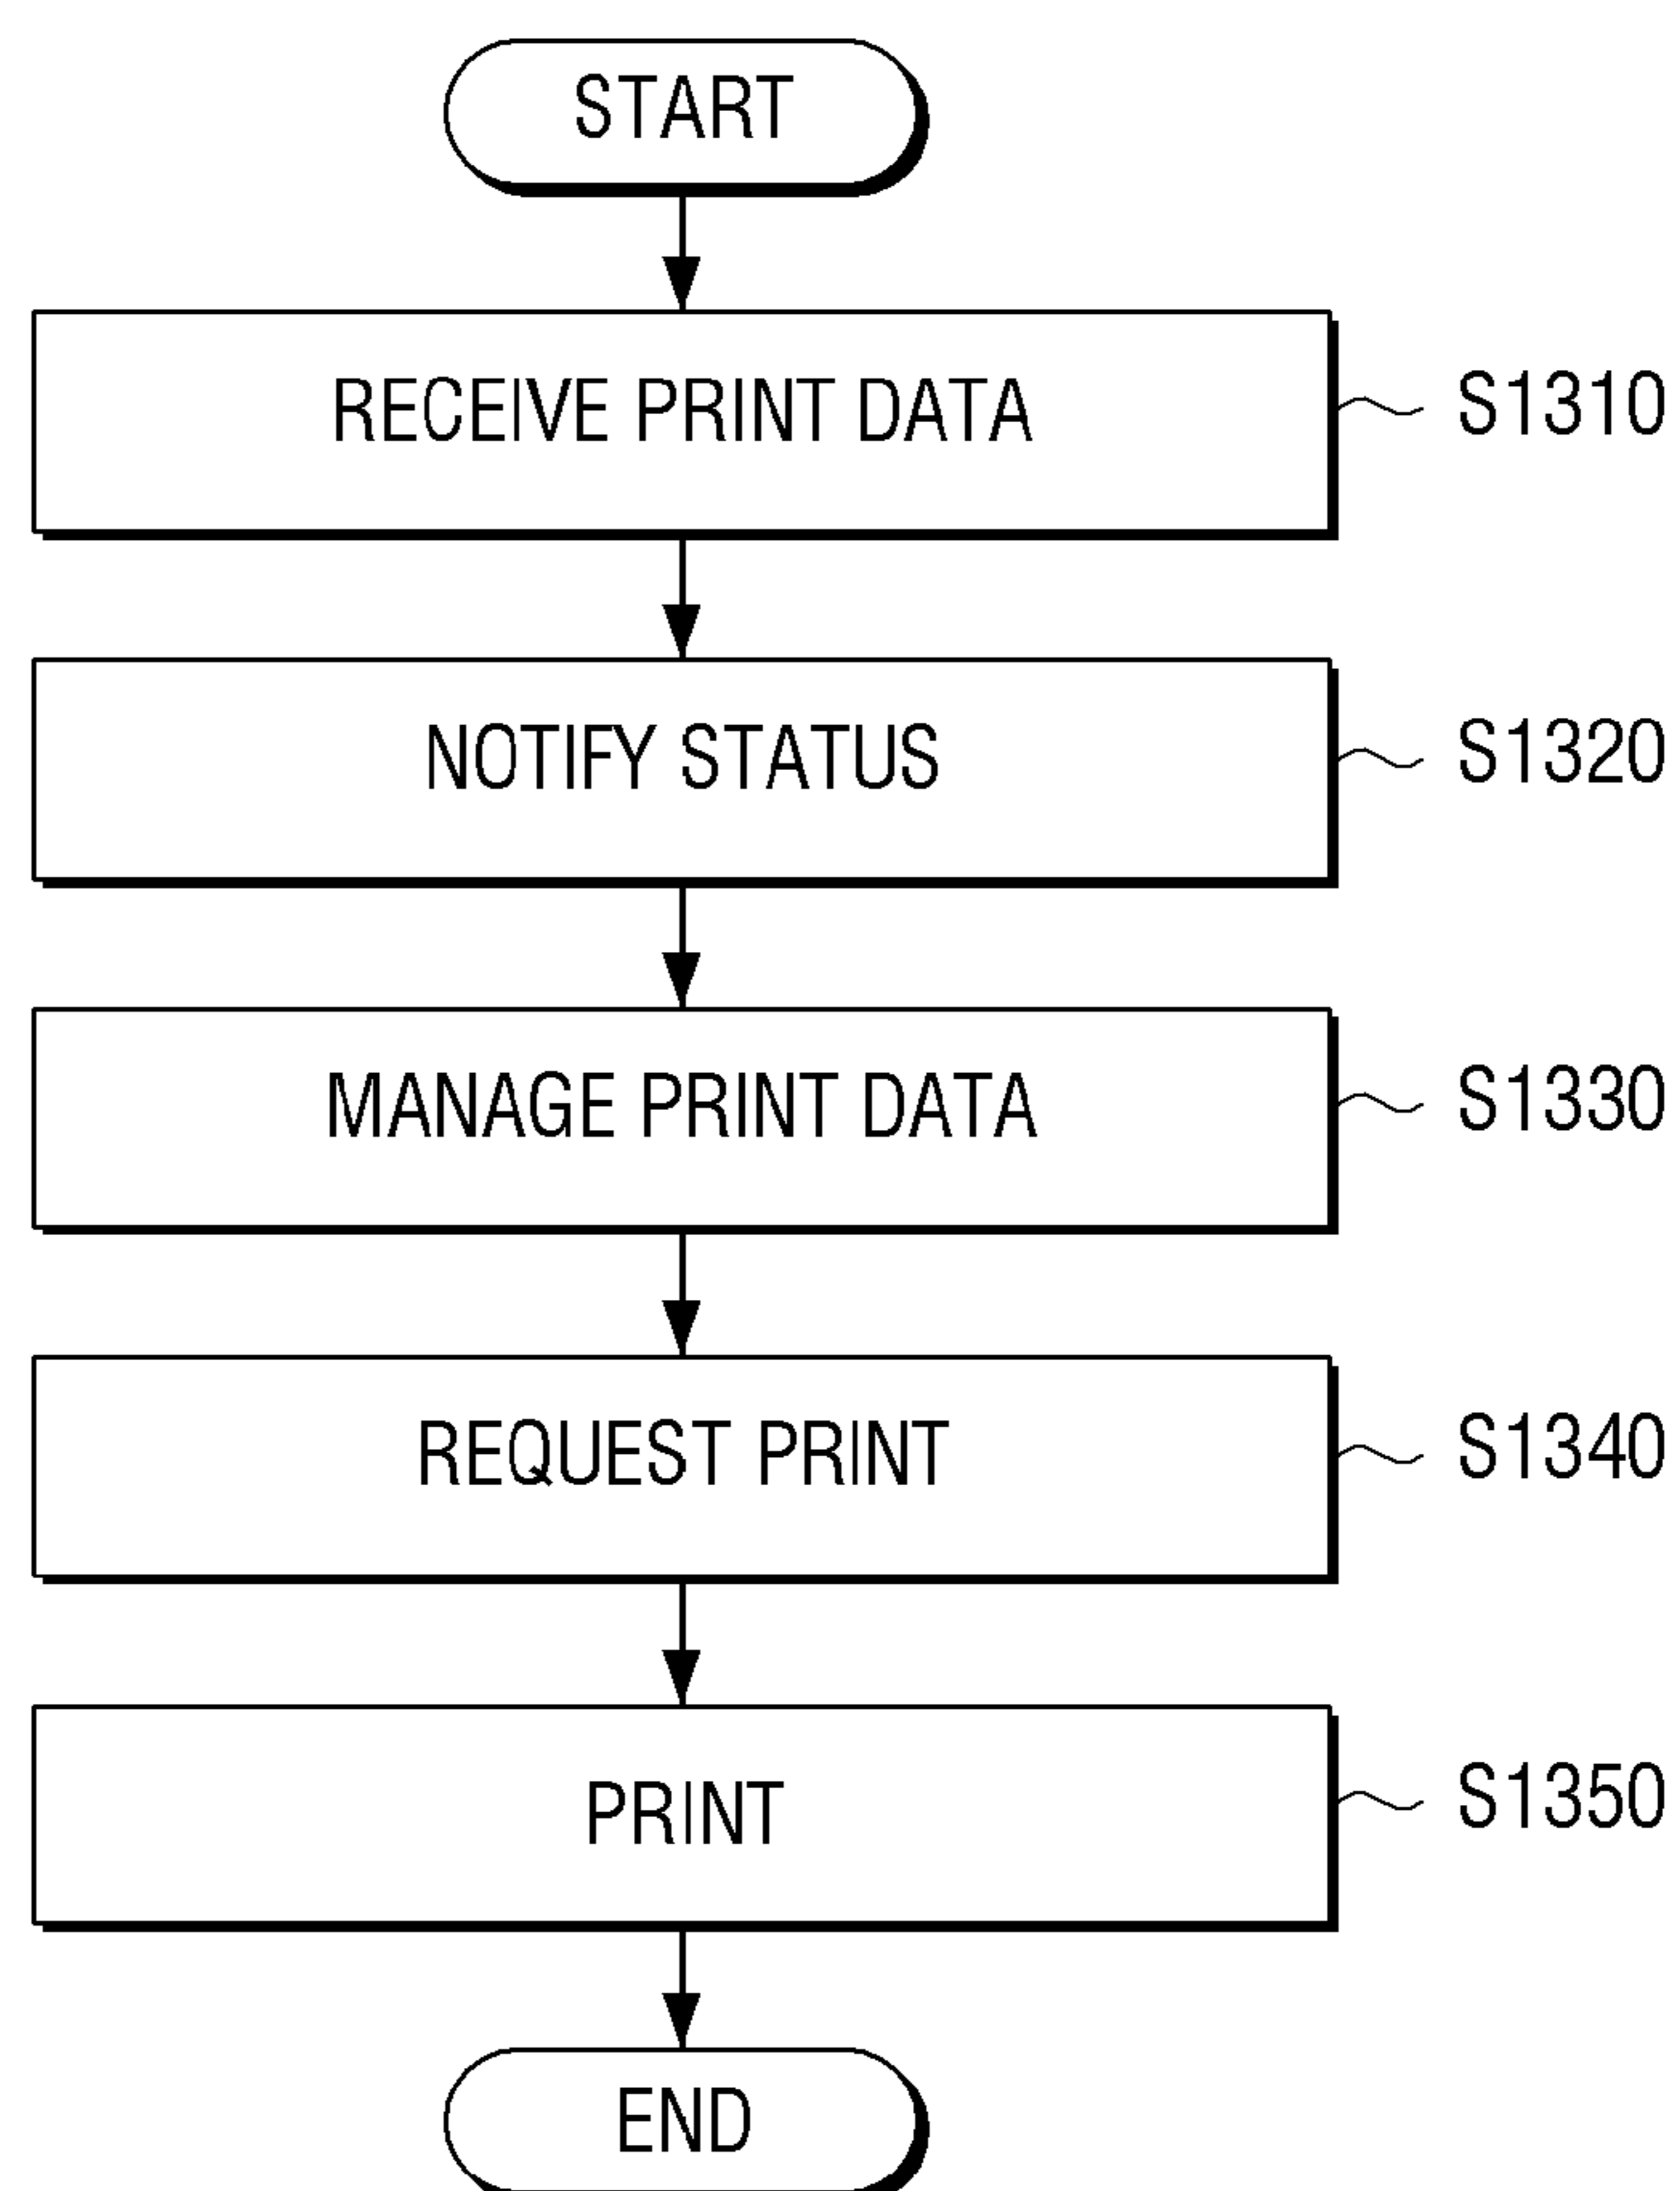 START
RECEIVE PRINT DATA
S1310
NOTIFY STATUS
S1320
MANAGE PRINT DATA
S1330
REQUEST PRINT
S1340
PRINT
S1350
END